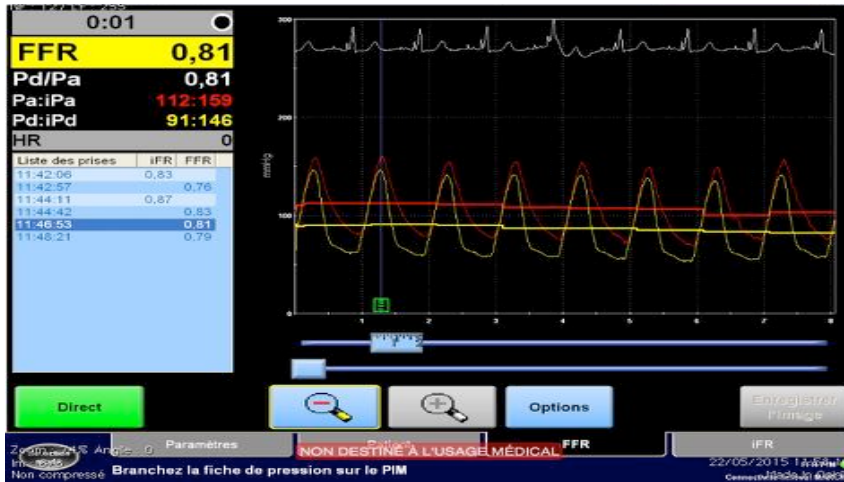 0:01
FFR 0,81
Pd/Pa 0,81
Pa:iPa 112:159
Pd:iPd 91:146
HR 0
Liste des prises iFR FFR
11:42:06 0,83
11:42:57 0.76
11:44:11 0,87
11:44:42 0.83
11:46:53 0,81
11:48:21 0.79
300
200
mmHg
100
0
H
1 2 3 4 5 6 7 8
Direct
Options
Enregistrer
l'image
Paramètres
FFR
iFR
Angle: 0
NON DESTINÉ À L'USAGE MÉDICAL
22/05/2015
Non compressé
Branchez la fiche de pression sur le PIM